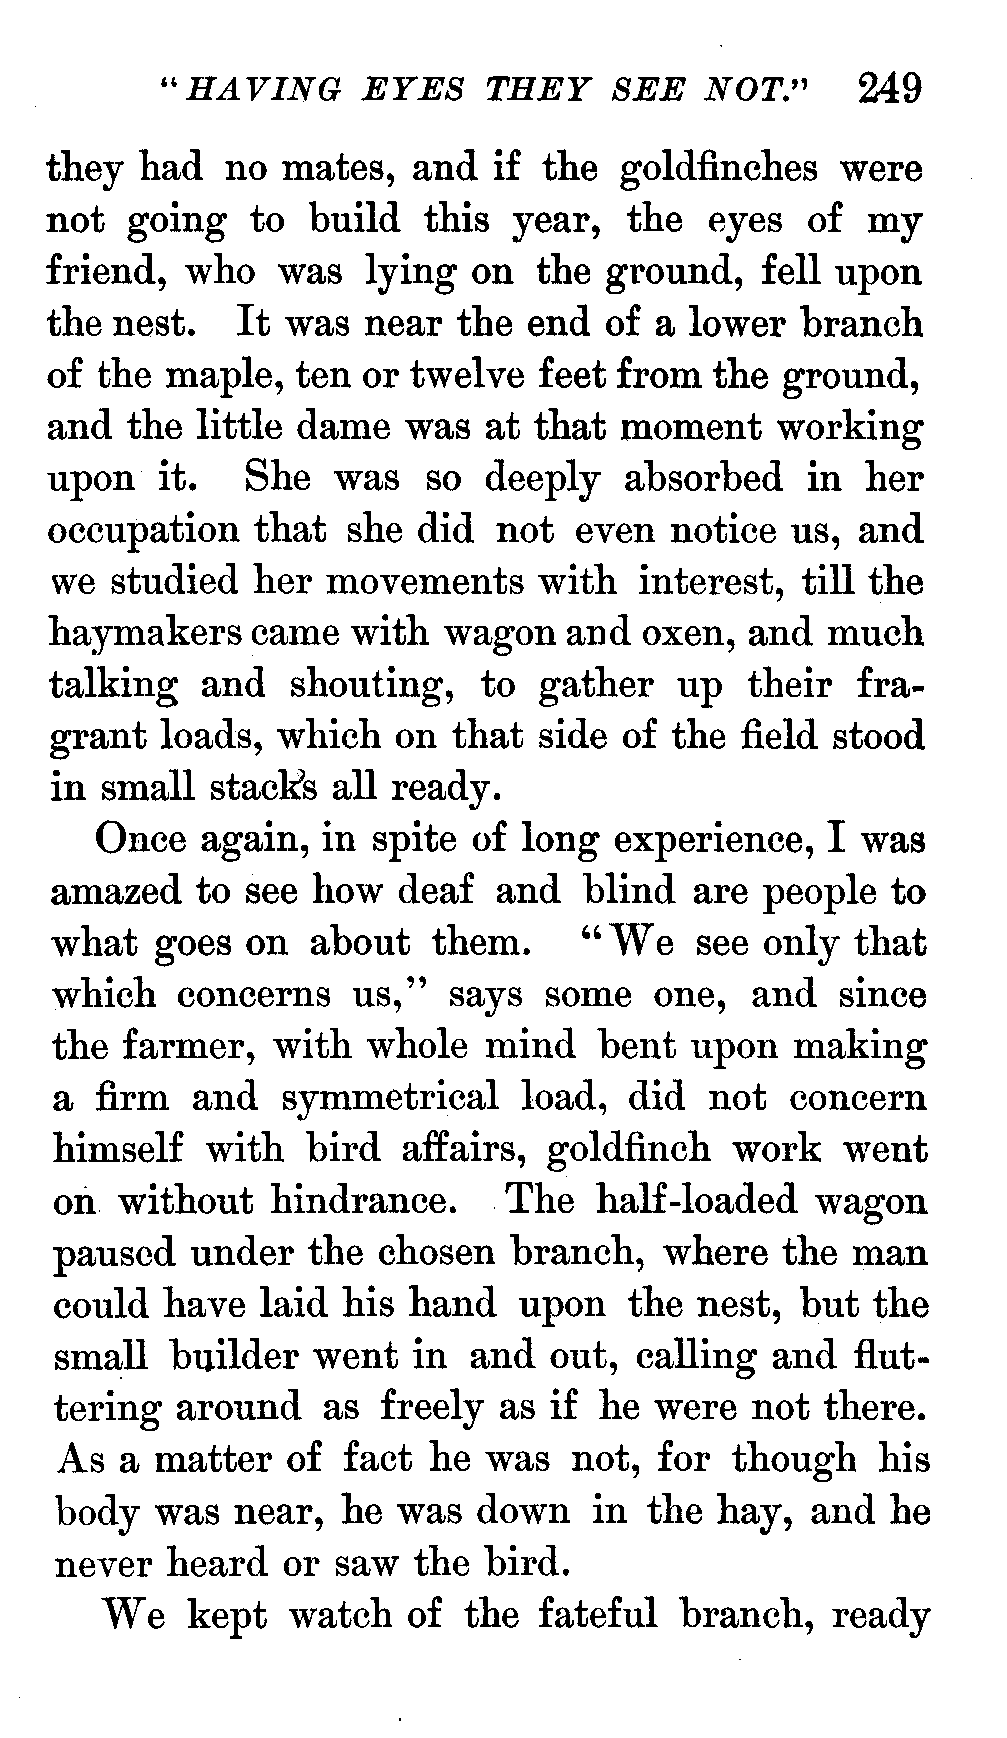 "HAVING EYES THEY SEE NOT." 249
they had no mates, and if the goldfinches were
not going to build this year, the eyes of my
friend, who was lying on the ground, fell upon
the nest. It was near the end of a lower branch
of the maple, ten or twelve feet from the ground,
and the little dame was at that moment working
upon it. She was so deeply absorbed in her
occupation that she did not even notice us, and
we studied her movements with interest, till the
haymakers came with wagon and oxen, and much
talking and shouting, to gather up their fra-
grant loads, which on that side of the field stood
in small stacks all ready.
Once again, in spite of long experience, I was
amazed to see how deaf and blind are people to
what goes on about them. "We see only that
which concerns us," says some one, and since
the farmer, with whole mind bent upon making
a firm and symmetrical load, did not concern
himself with bird affairs, goldfinch work went
on without hindrance. The half-loaded wagon
paused under the chosen branch, where the man
could have laid his hand upon the nest, but the
small builder went in and out, calling and flut-
tering around as freely as if he were not there.
As a matter of fact he was not, for though his
body was near, he was down in the hay, and he
never heard or saw the bird.
We kept watch of the fateful branch, ready